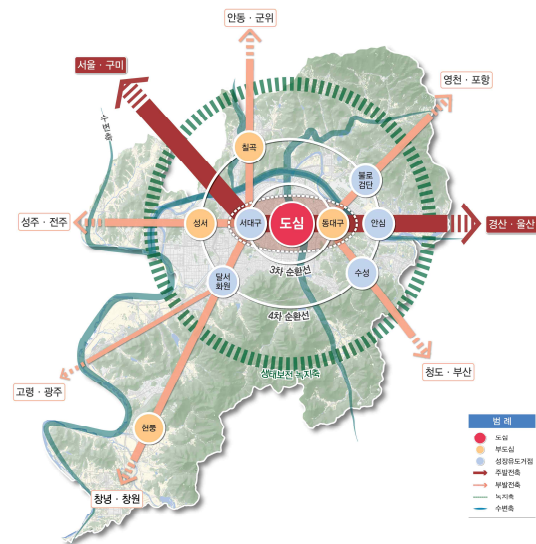 안동 · 군위
서울 · 구미
영천 · 포항
칠곡
불로
검단
성주 · 전주
성서
서대구
도심
동대구
안심
경산 · 울산
3차 순환선
달서
화원
수성
4차 순환선
생태보전 녹지축
청도 · 부산
고령 · 광주
현풍
창녕 · 창원
범 례
도심
부도심
성장유도거점
주발전축
부발전축
녹지축
수변축